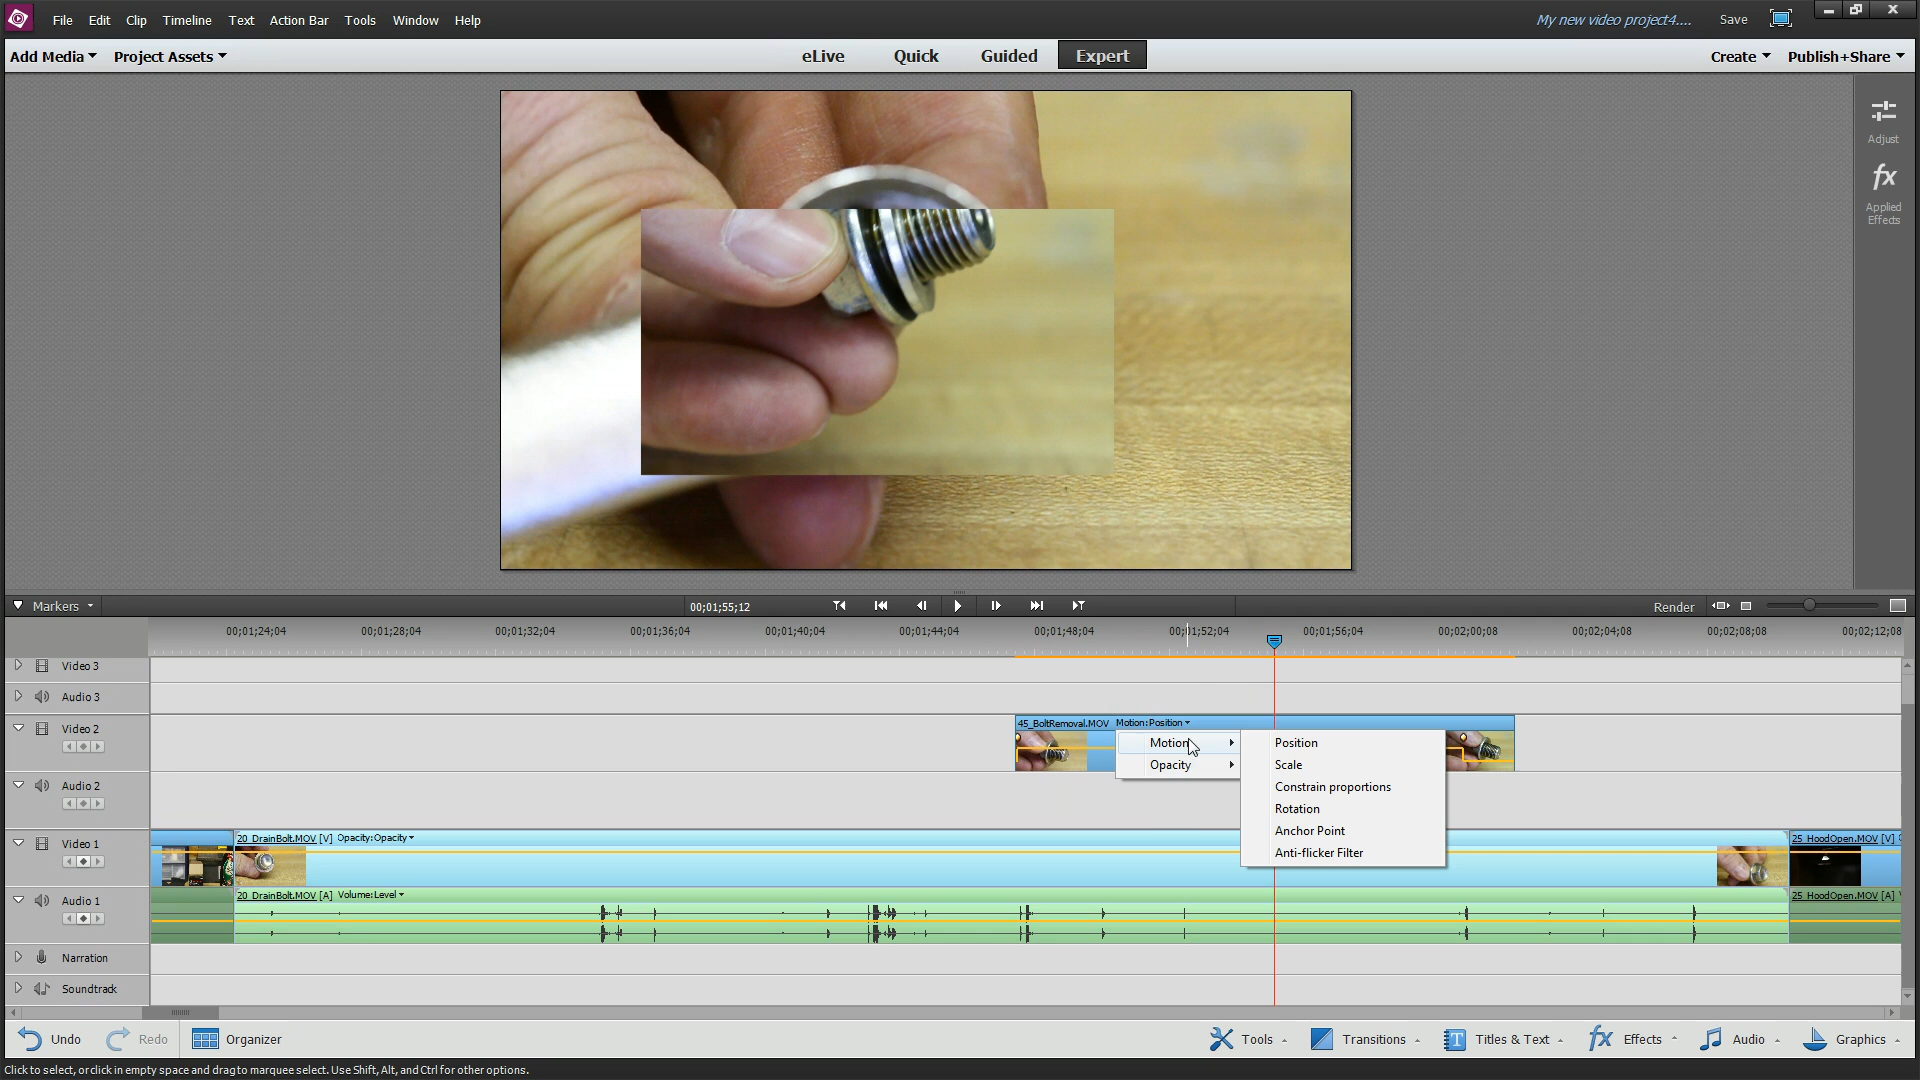 File Edit Clip Timeline Text Action Bar Tools Window Help
My new video project4.... Save
Add Media Project Assets eLive Quick Guided Expert Create Publish+Share
Adjust
fx
Applied
Effects
Markers 00;01;55;12 Render
00;01;24;04 00;01;28;04 00;01;32;04 00;01;36;04 00;01;40;04 00;01;44;04 00;01;48;04 00;01;52;04 00;01;56;04 00;02;00;08 00;02;04;08 00;02;08;08 00;02;12;08
Video 3
Audio 3
Video 2 45_BoltRemoval.MOV Motion:Position
Motion Position
Opacity Scale
Constrain proportions
Audio 2
Rotation
Anchor Point
Anti-flicker Filter
Video 1 20_DrainBolt.MOV [V] Opacity:Opacity 25_HoodOpen.MOV [V]
Audio 1 20_DrainBolt.MOV [A] Volume:Level 25_HoodOpen.MOV [A]
Narration
Soundtrack
Undo Redo Organizer Tools Transitions T Titles & Text fx Effects Audio Graphics
Click to select, or click in empty space and drag to marquee select. Use Shift, Alt, and Ctrl for other options.